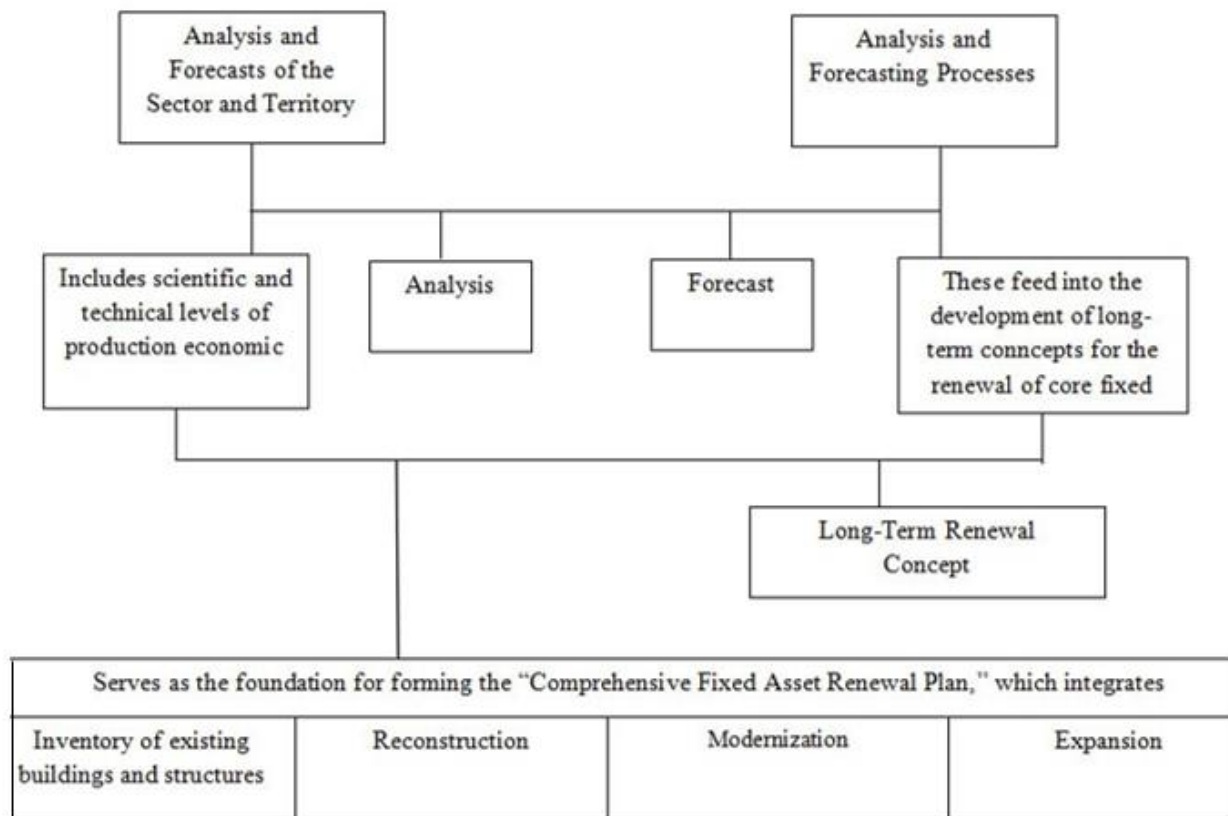 Analysis and
Forecasts of the
Sector and Territory
Analysis and
Forecasting Processes
Includes scientific and
technical levels of
production economic
Analysis
Forecast
These feed into the
development of long-
term conncepts for the
renewal of core fixed
Long-Term Renewal
Concept
Serves as the foundation for forming the “Comprehensive Fixed Asset Renewal Plan,” which integrates
Inventory of existing
buildings and structures
Reconstruction
Modernization
Expansion